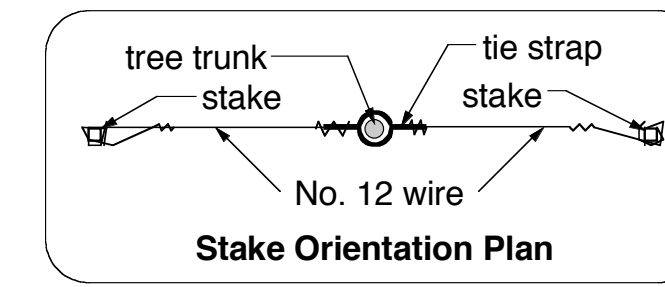 tree trunk
tie strap
stake
stake
No. 12 wire
Stake Orientation Plan